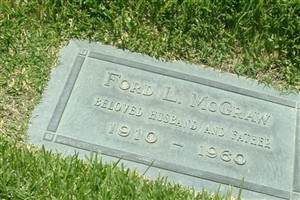 FORD L. MCGRAW
BELOVED HUSBAND AND FATHER
1910 - 1960